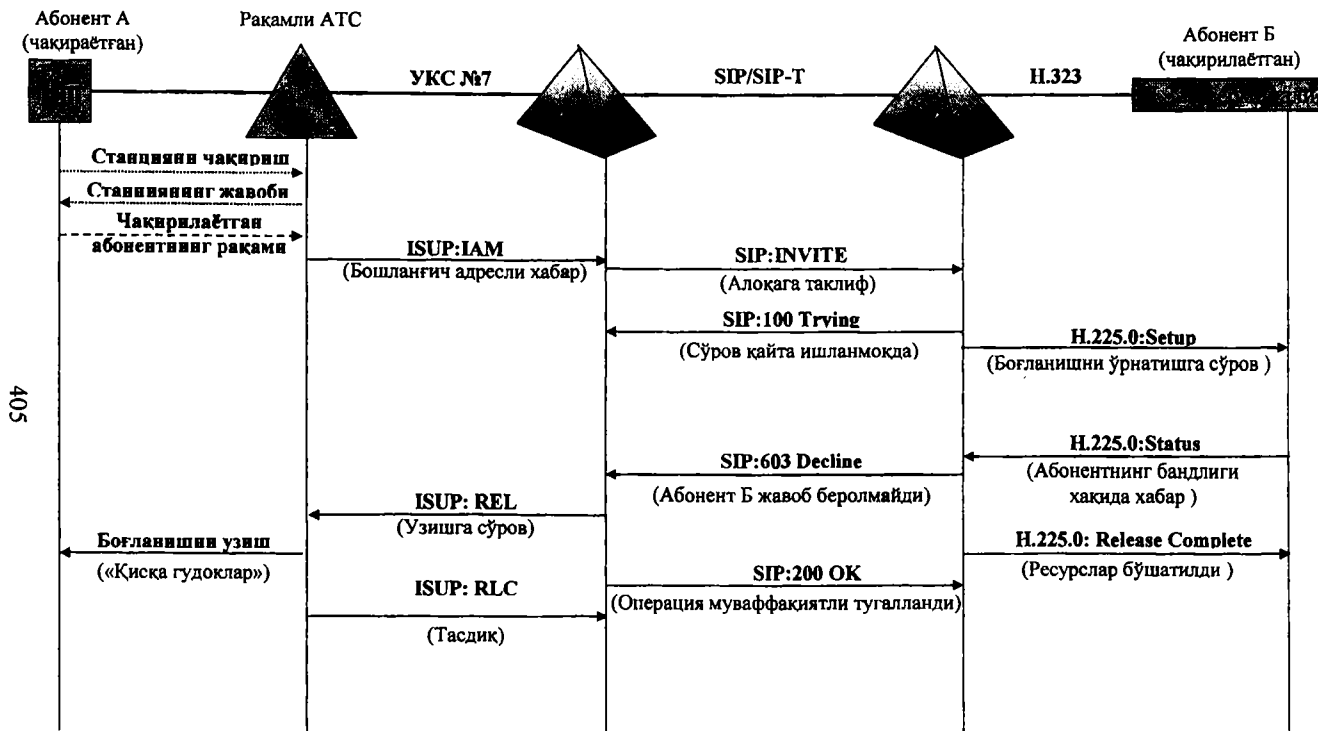 Абонент А
(чақираётган)
Рақамли АТС
Абонент Б
(чақирилаётган)
УКС №7
SIP/SIP-T
H.323
Станцияни чақириш
Станциянинг жавоби
Чақирилаётган
абонентнинг рақами
ISUP:IAM
(Бошланғич адресли хабар)
SIP:INVITE
(Алоқага таклиф)
SIP:100 Trying
(Сўров қайта ишланмоқда)
H.225.0:Setup
(Боғланишни ўрнатишга сўров )
405
H.225.0:Status
(Абонентнинг бандлиги
хақида хабар )
SIP:603 Decline
(Абонент Б жавоб беролмайди)
ISUP: REL
(Узишга сўров)
Боғланишни узиш
(«Қисқа гудоклар»)
H.225.0: Release Complete
(Ресурслар бўшатилди )
SIP:200 OK
(Операция муваффақиятли тугалланди)
ISUP: RLC
(Тасдиқ)